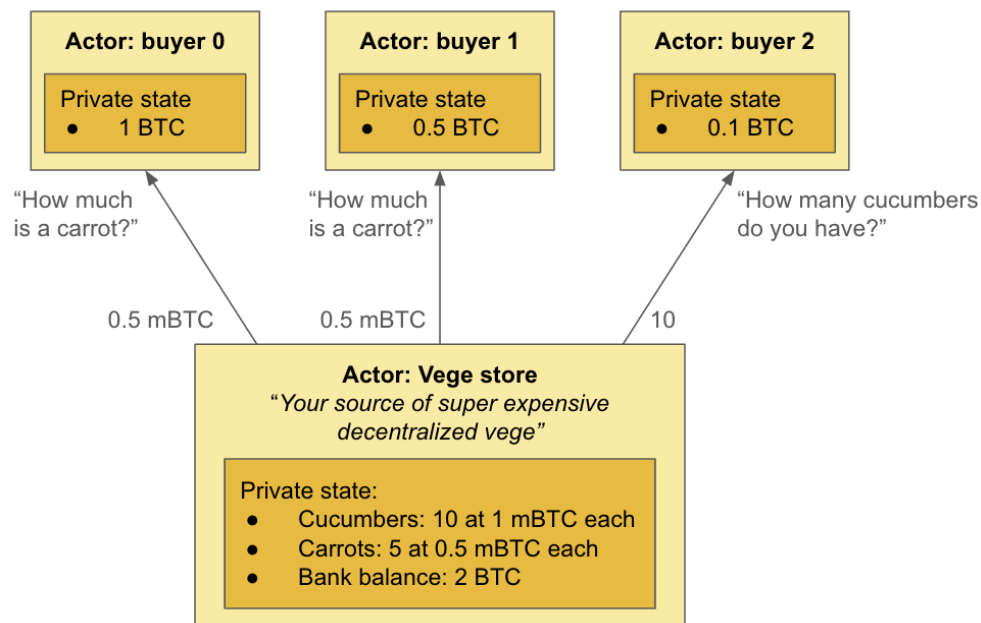 Actor: buyer 0
Private state
● 1 BTC
Actor: buyer 1
Private state
● 0.5 BTC
Actor: buyer 2
Private state
● 0.1 BTC
“How much
is a carrot?”
“How much
is a carrot?”
“How many cucumbers
do you have?”
0.5 mBTC
0.5 mBTC
10
Actor: Vege store
“Your source of super expensive
decentralized vege”
Private state:
● Cucumbers: 10 at 1 mBTC each
● Carrots: 5 at 0.5 mBTC each
● Bank balance: 2 BTC